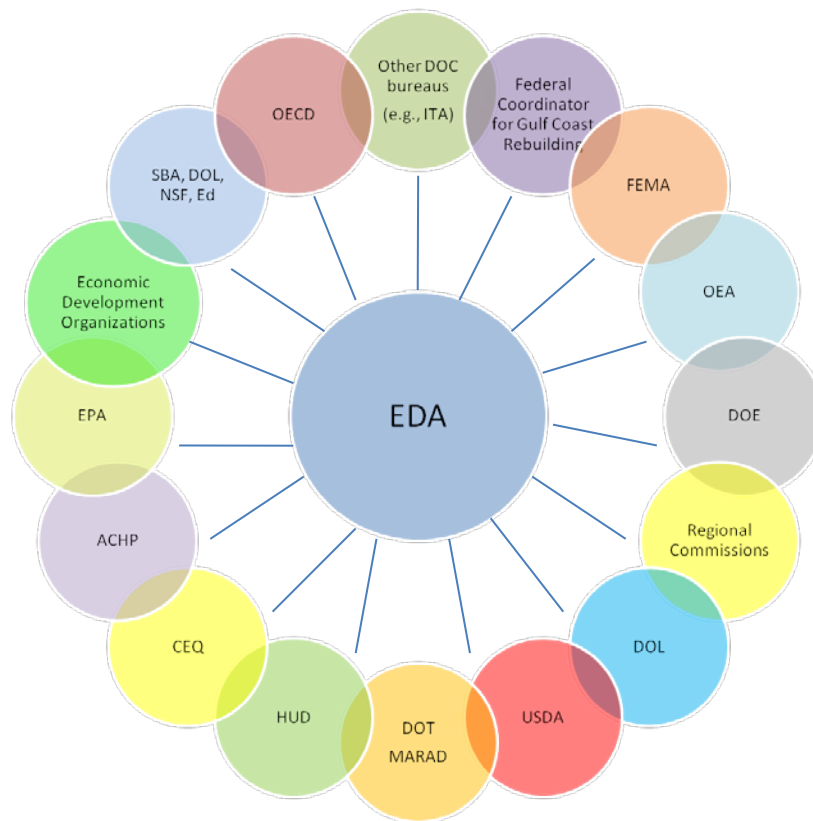 Other DOC
bureaus
(e.g., ITA)
Federal
Coordinator
for Gulf Coast
Rebuilding
FEMA
OEA
DOE
Regional
Commissions
DOL
USDA
DOT
MARAD
HUD
CEQ
ACHP
EPA
Economic
Development
Organizations
SBA, DOL,
NSF, Ed
OECD
EDA